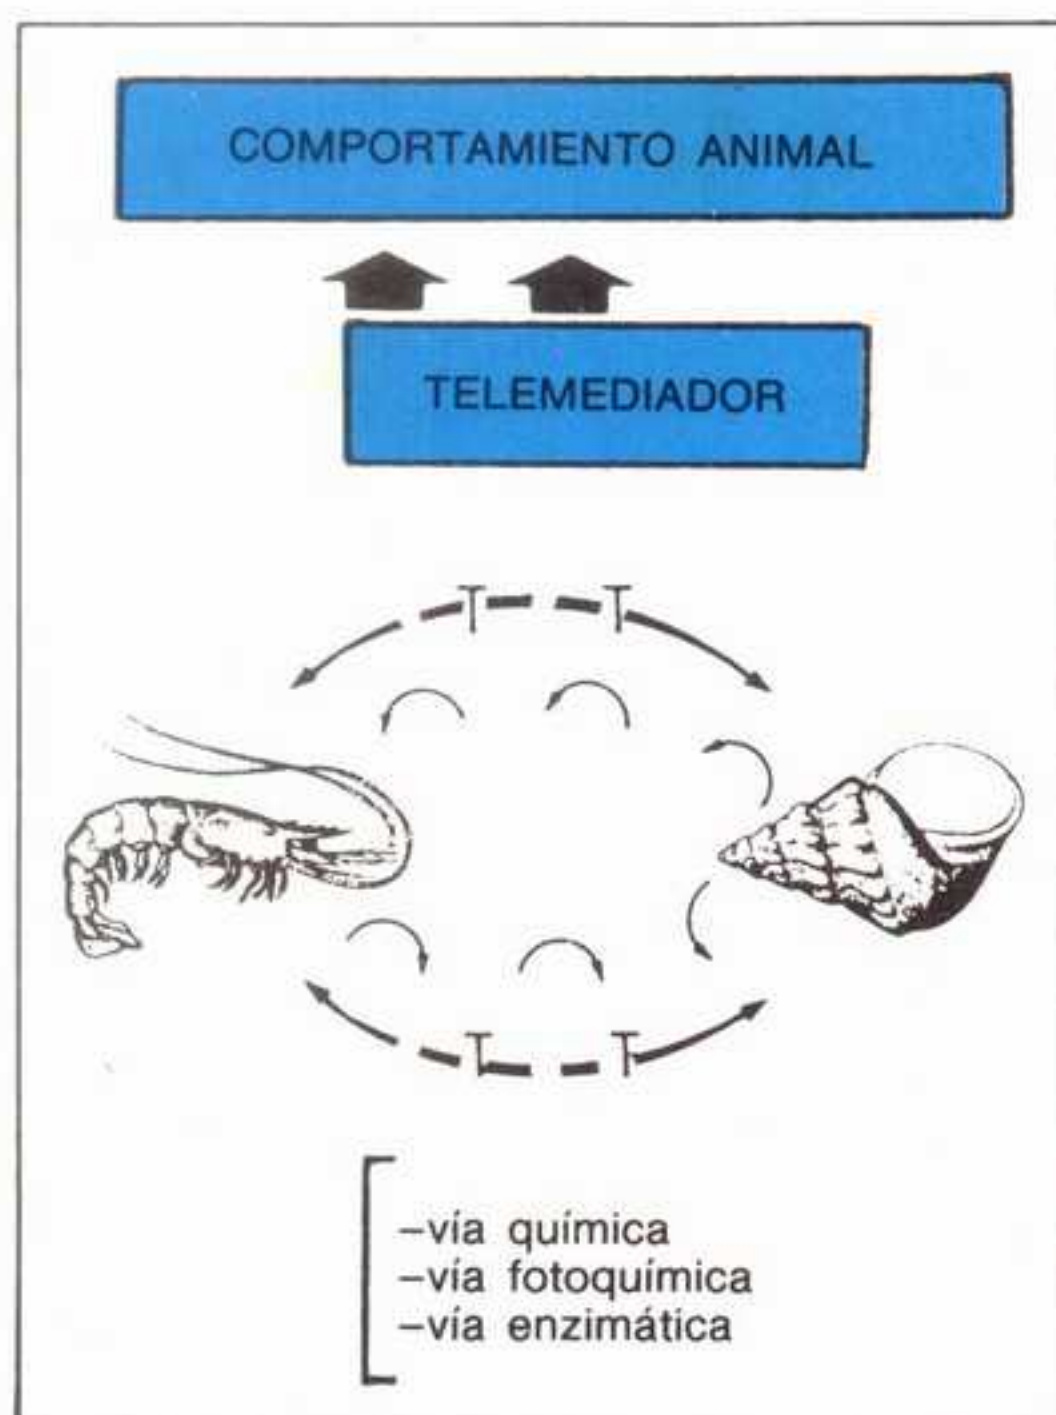 COMPORTAMIENTO ANIMAL
TELEMEDIADOR
T T
T T
–vía química
–vía fotoquímica
–vía enzimática